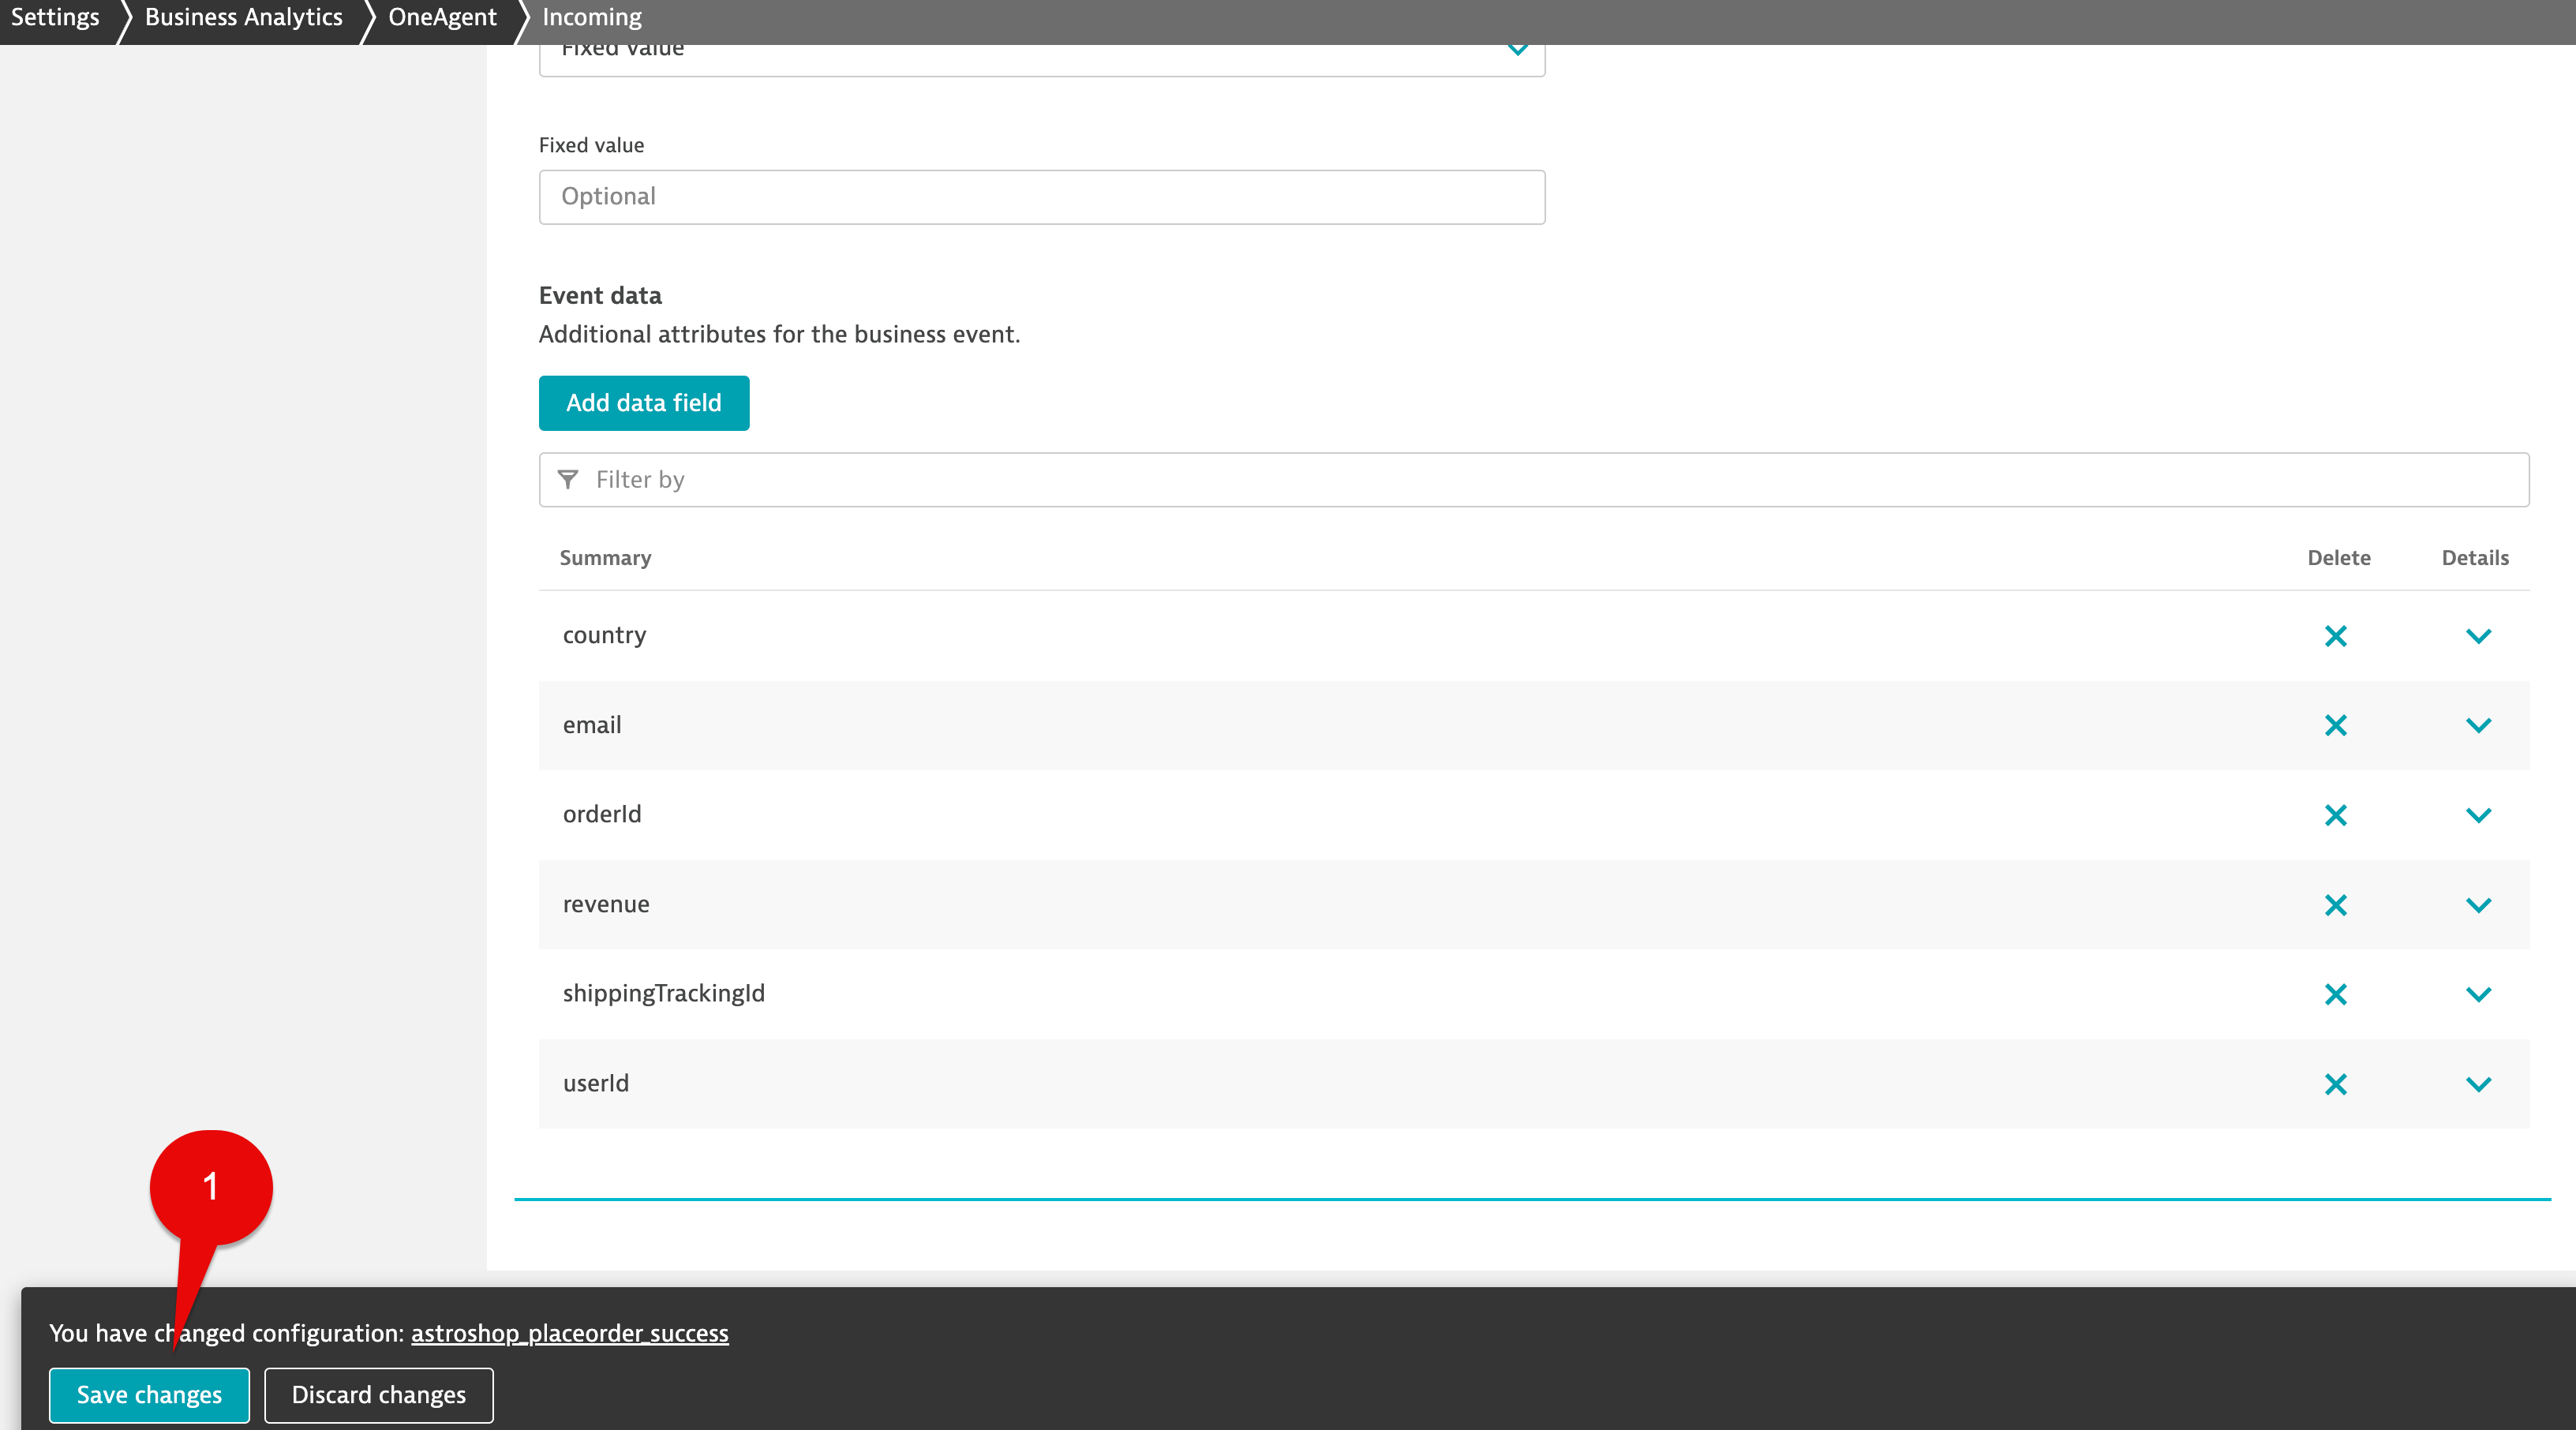 Settings
Business Analytics
OneAgent
Incoming
Fixed value
Fixed value
Optional
Event data
Additional attributes for the business event.
Add data field
Filter by
Summary Delete Details
country
email
orderId
revenue
shippingTrackingId
userId
1
You have changed configuration: astroshop_placeorder_success
Save changes
Discard changes